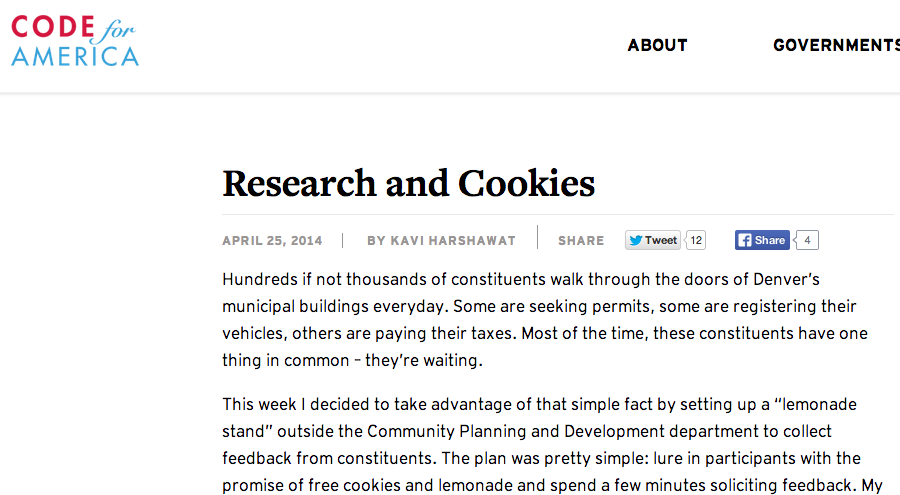 CODE for
AMERICA
ABOUT
GOVERNMENTS
Research and Cookies
APRIL 25, 2014 | BY KAVI HARSHAWAT | SHARE Tweet 12 Share 4
Hundreds if not thousands of constituents walk through the doors of Denver’s
municipal buildings everyday. Some are seeking permits, some are registering their
vehicles, others are paying their taxes. Most of the time, these constituents have one
thing in common – they’re waiting.
This week I decided to take advantage of that simple fact by setting up a “lemonade
stand” outside the Community Planning and Development department to collect
feedback from constituents. The plan was pretty simple: lure in participants with the
promise of free cookies and lemonade and spend a few minutes soliciting feedback. My